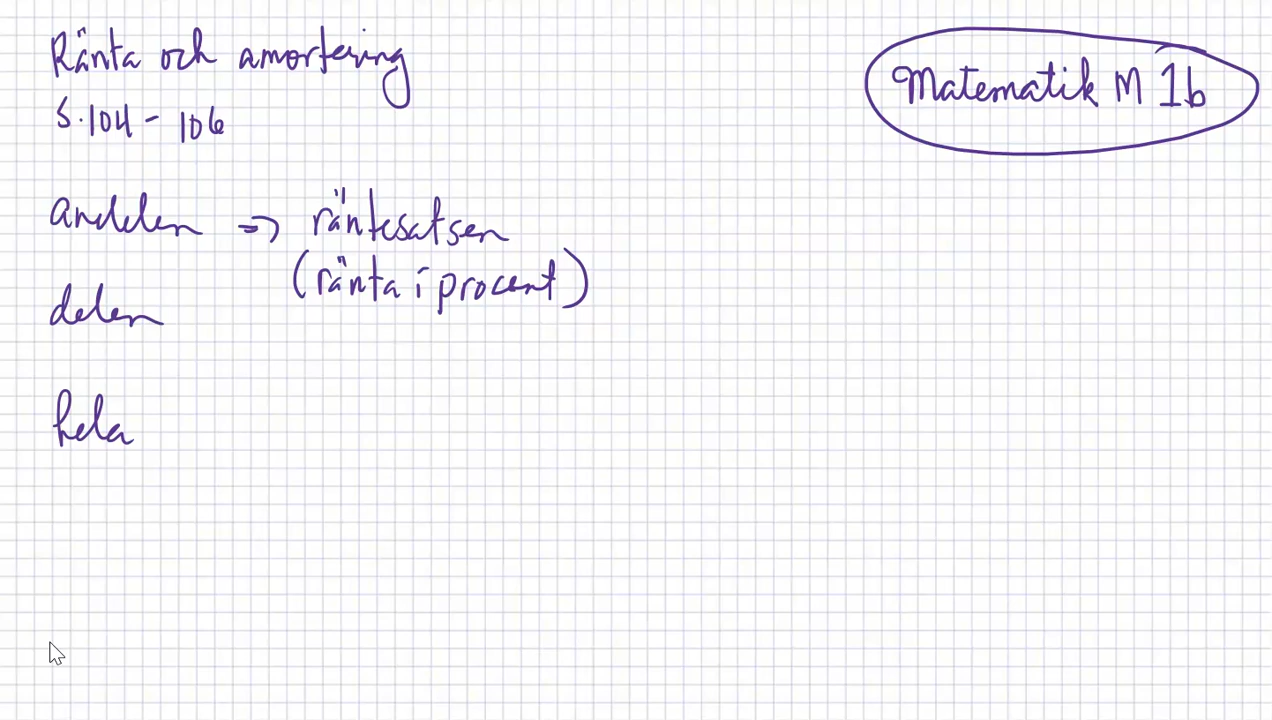 Ränta och amortering
Matematik M 1b
S.104 - 106
andelen => räntesatsen
(ränta i procent)
delen
hela